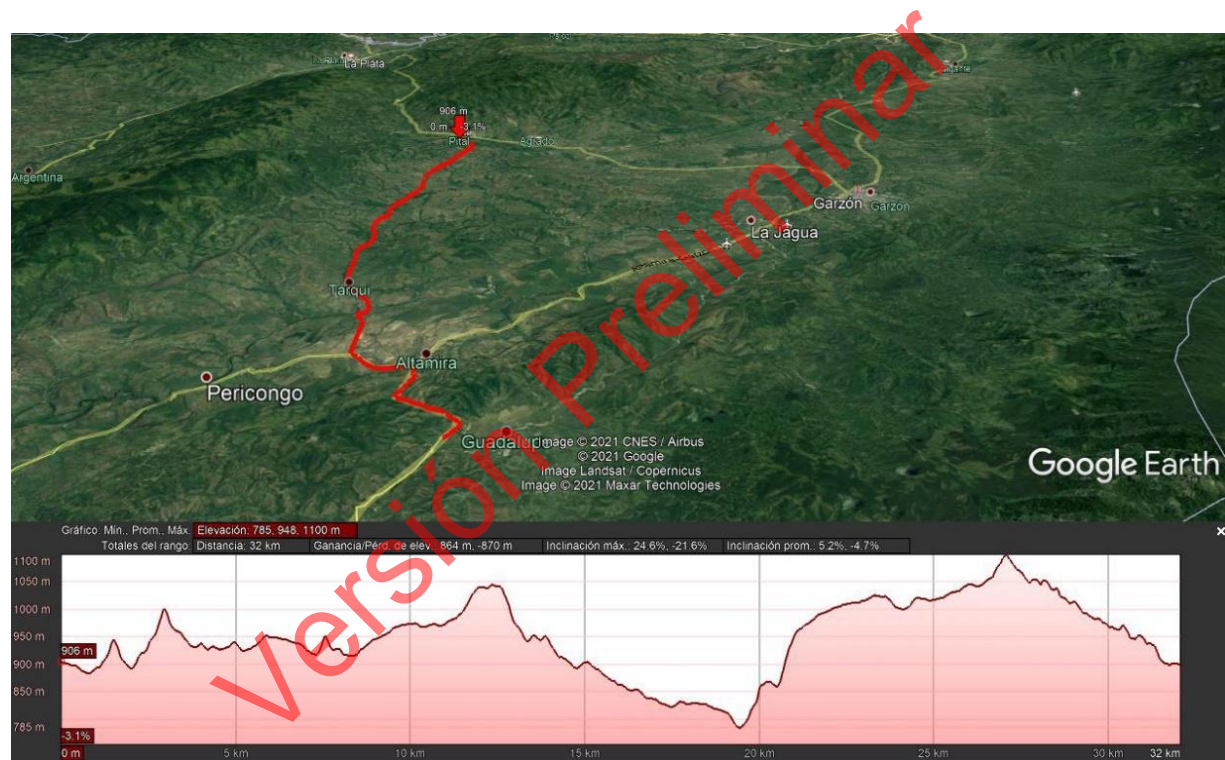 La Plata
La Plata
906 m
0 m -3.1%
Pital
Agrado
Argentina
Garzón
Garzón
La Jagua
Tarqui
Altamira
Pericongo
Guadalupe
Image © 2021 CNES / Airbus
© 2021 Google
Image Landsat / Copernicus
Image © 2021 Maxar Technologies
Google Earth
Versión Preliminar
Gráfico. Mín., Prom., Máx. Elevación: 785, 948, 1100 m
Totales del rango: Distancia: 32 km Ganancia/Pérd. de elev.: 864 m, -870 m Inclinación máx.: 24.6%, -21.6% Inclinación prom.: 5.2%, -4.7%
1100 m
1050 m
1000 m
950 m
906 m
900 m
850 m
785 m
-3.1%
0 m 5 km 10 km 15 km 20 km 25 km 30 km 32 km